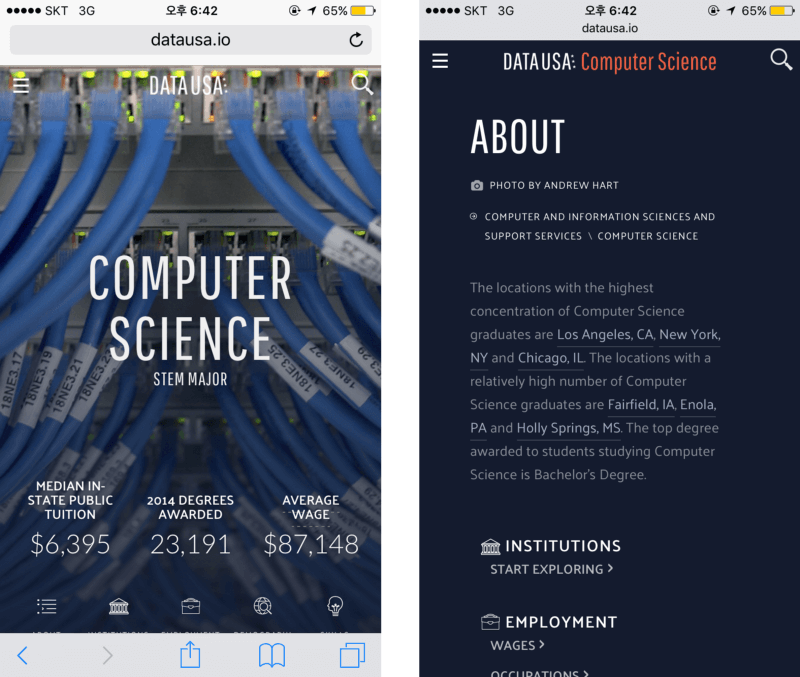 SKT 3G 오후 6:42 65%
datausa.io
DATA USA:
COMPUTER
SCIENCE
STEM MAJOR
18NE3.17
18NE3.19
18NE3.21
18NE3.25
18NE3.27
MEDIAN IN-
STATE PUBLIC
TUITION
$6,395
2014 DEGREES
AWARDED
23,191
AVERAGE
WAGE
$87,148
SKT 3G 오후 6:42 65%
datausa.io
DATA USA: Computer Science
ABOUT
PHOTO BY ANDREW HART
COMPUTER AND INFORMATION SCIENCES AND
SUPPORT SERVICES \ COMPUTER SCIENCE
The locations with the highest
concentration of Computer Science
graduates are Los Angeles, CA, New York,
NY and Chicago, IL. The locations with a
relatively high number of Computer
Science graduates are Fairfield, IA, Enola,
PA and Holly Springs, MS. The top degree
awarded to students studying Computer
Science is Bachelor's Degree.
INSTITUTIONS
START EXPLORING >
EMPLOYMENT
WAGES >
OCCUPATIONS >